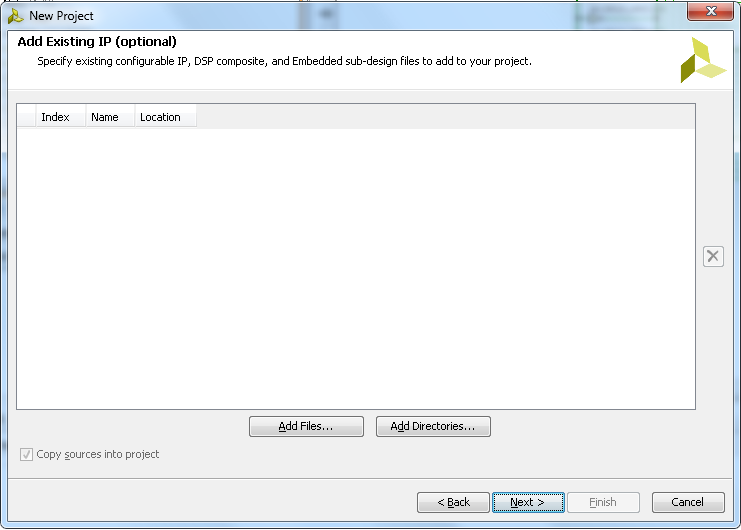 New Project
Add Existing IP (optional)
Specify existing configurable IP, DSP composite, and Embedded sub-design files to add to your project.
Index Name Location
Add Files... Add Directories...
Copy sources into project
< Back Next > Finish Cancel